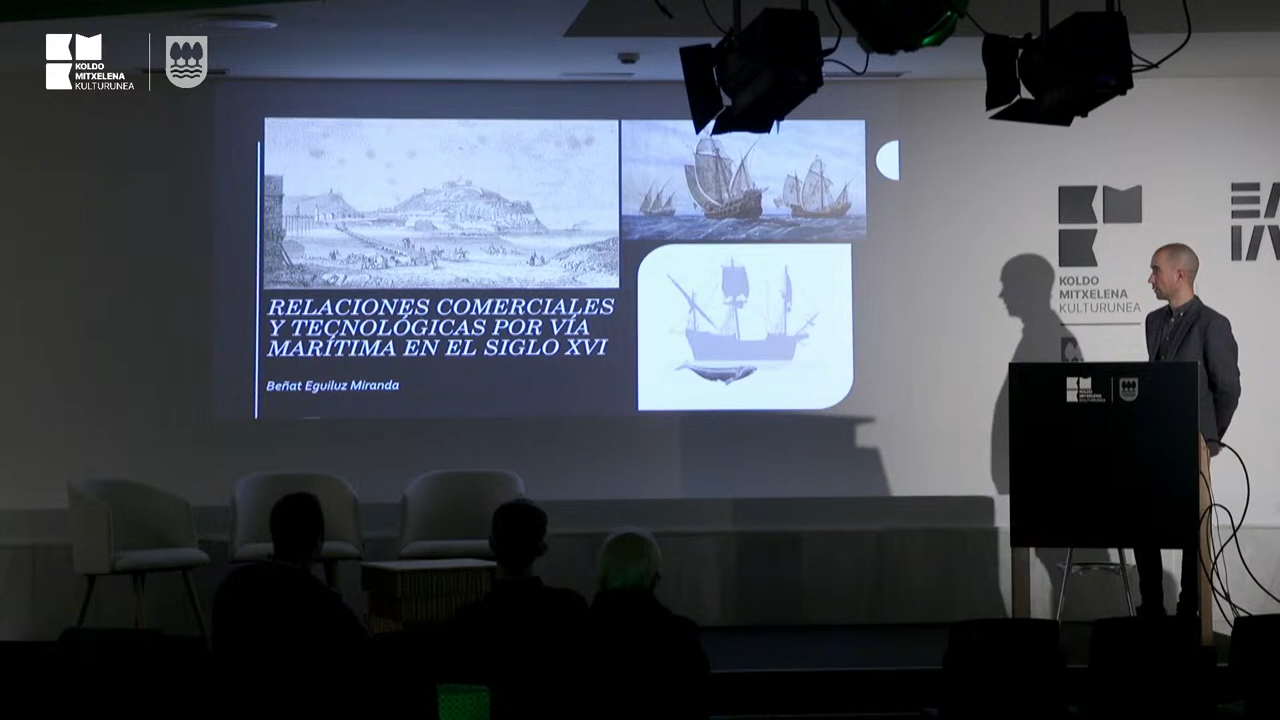 KOLDO
MITXELENA
KULTURUNEA
RELACIONES COMERCIALES
Y TECNOLÓGICAS POR VÍA
MARÍTIMA EN EL SIGLO XVI
Beñat Eguiluz Miranda
KOLDO
MITXELENA
KULTURUNEA